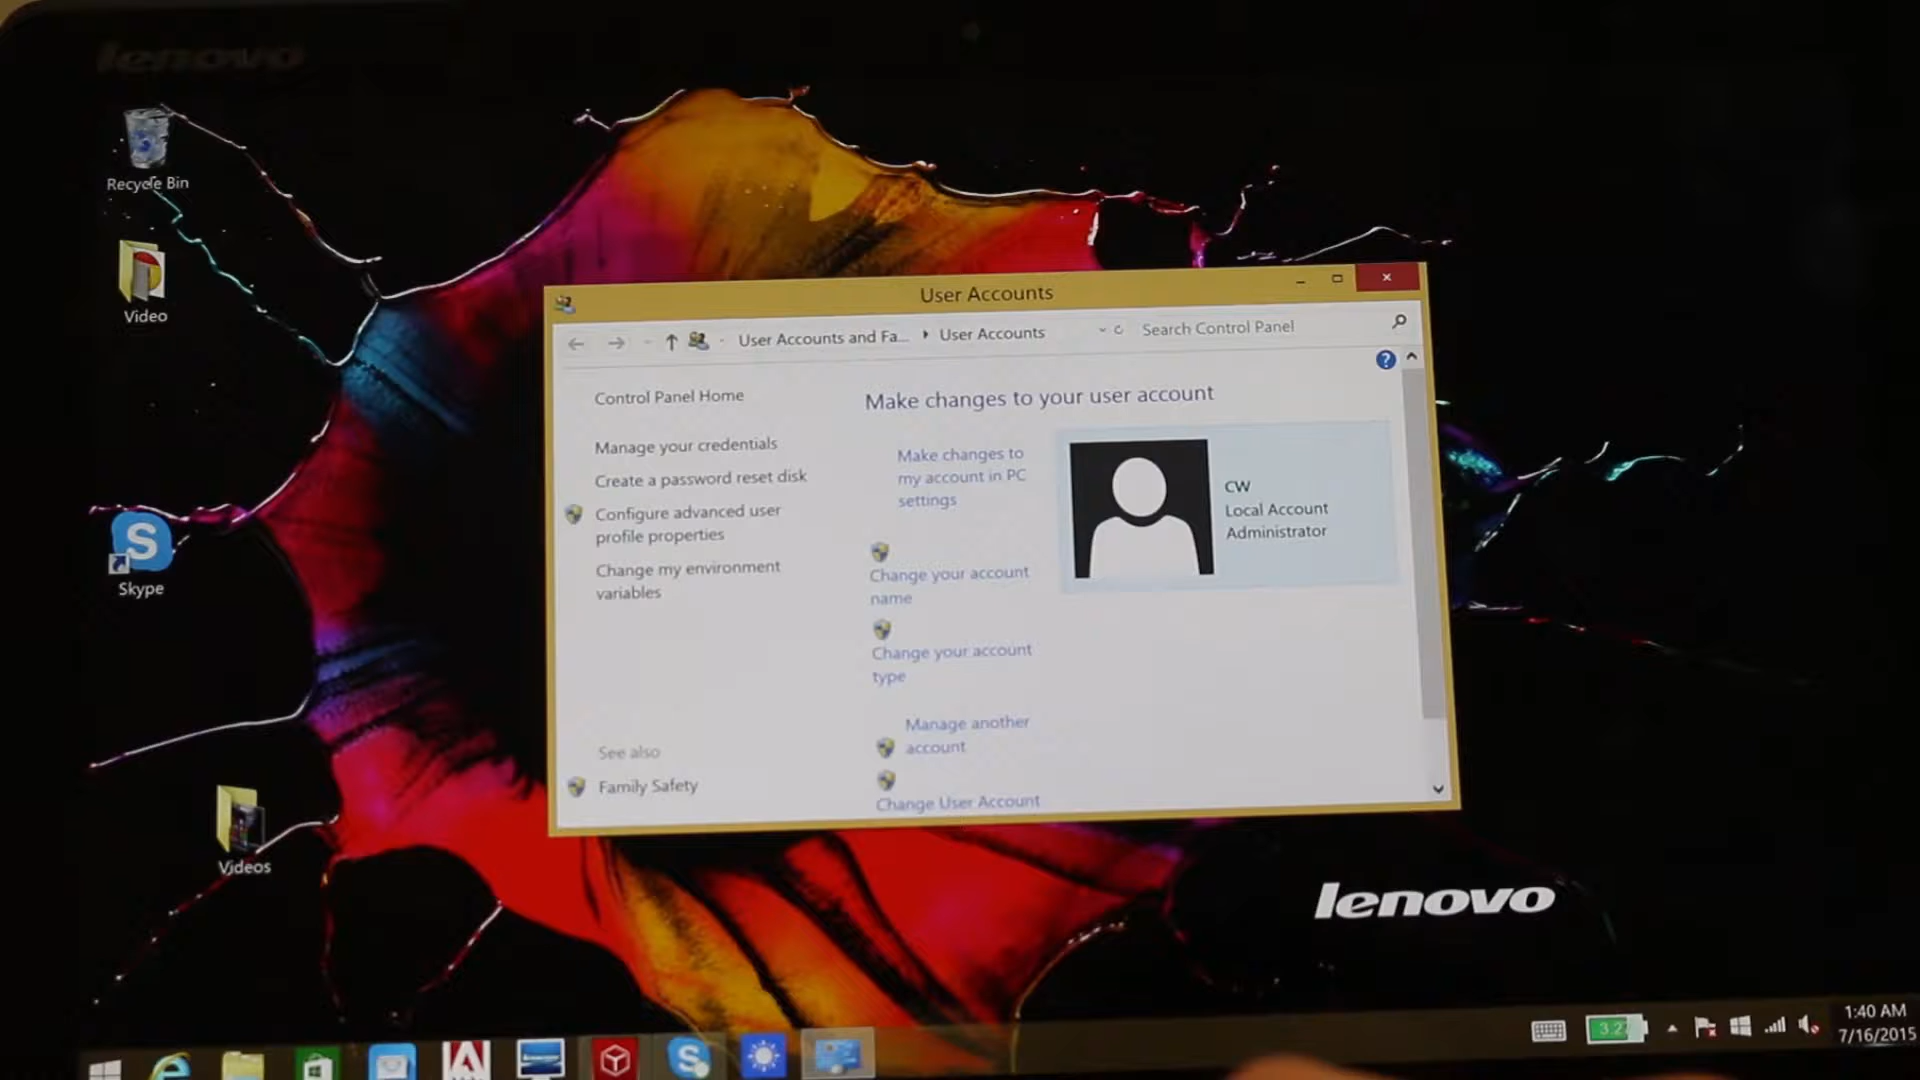 lenovo
Recycle Bin
Video
Skype
Videos
User Accounts
User Accounts and Fa...
User Accounts
Search Control Panel
Control Panel Home
Manage your credentials
Create a password reset disk
Configure advanced user
profile properties
Change my environment
variables
See also
Family Safety
Make changes to your user account
Make changes to
my account in PC
settings
Change your account
name
Change your account
type
Manage another
account
Change User Account
CW
Local Account
Administrator
lenovo
1:40 AM
7/16/2015